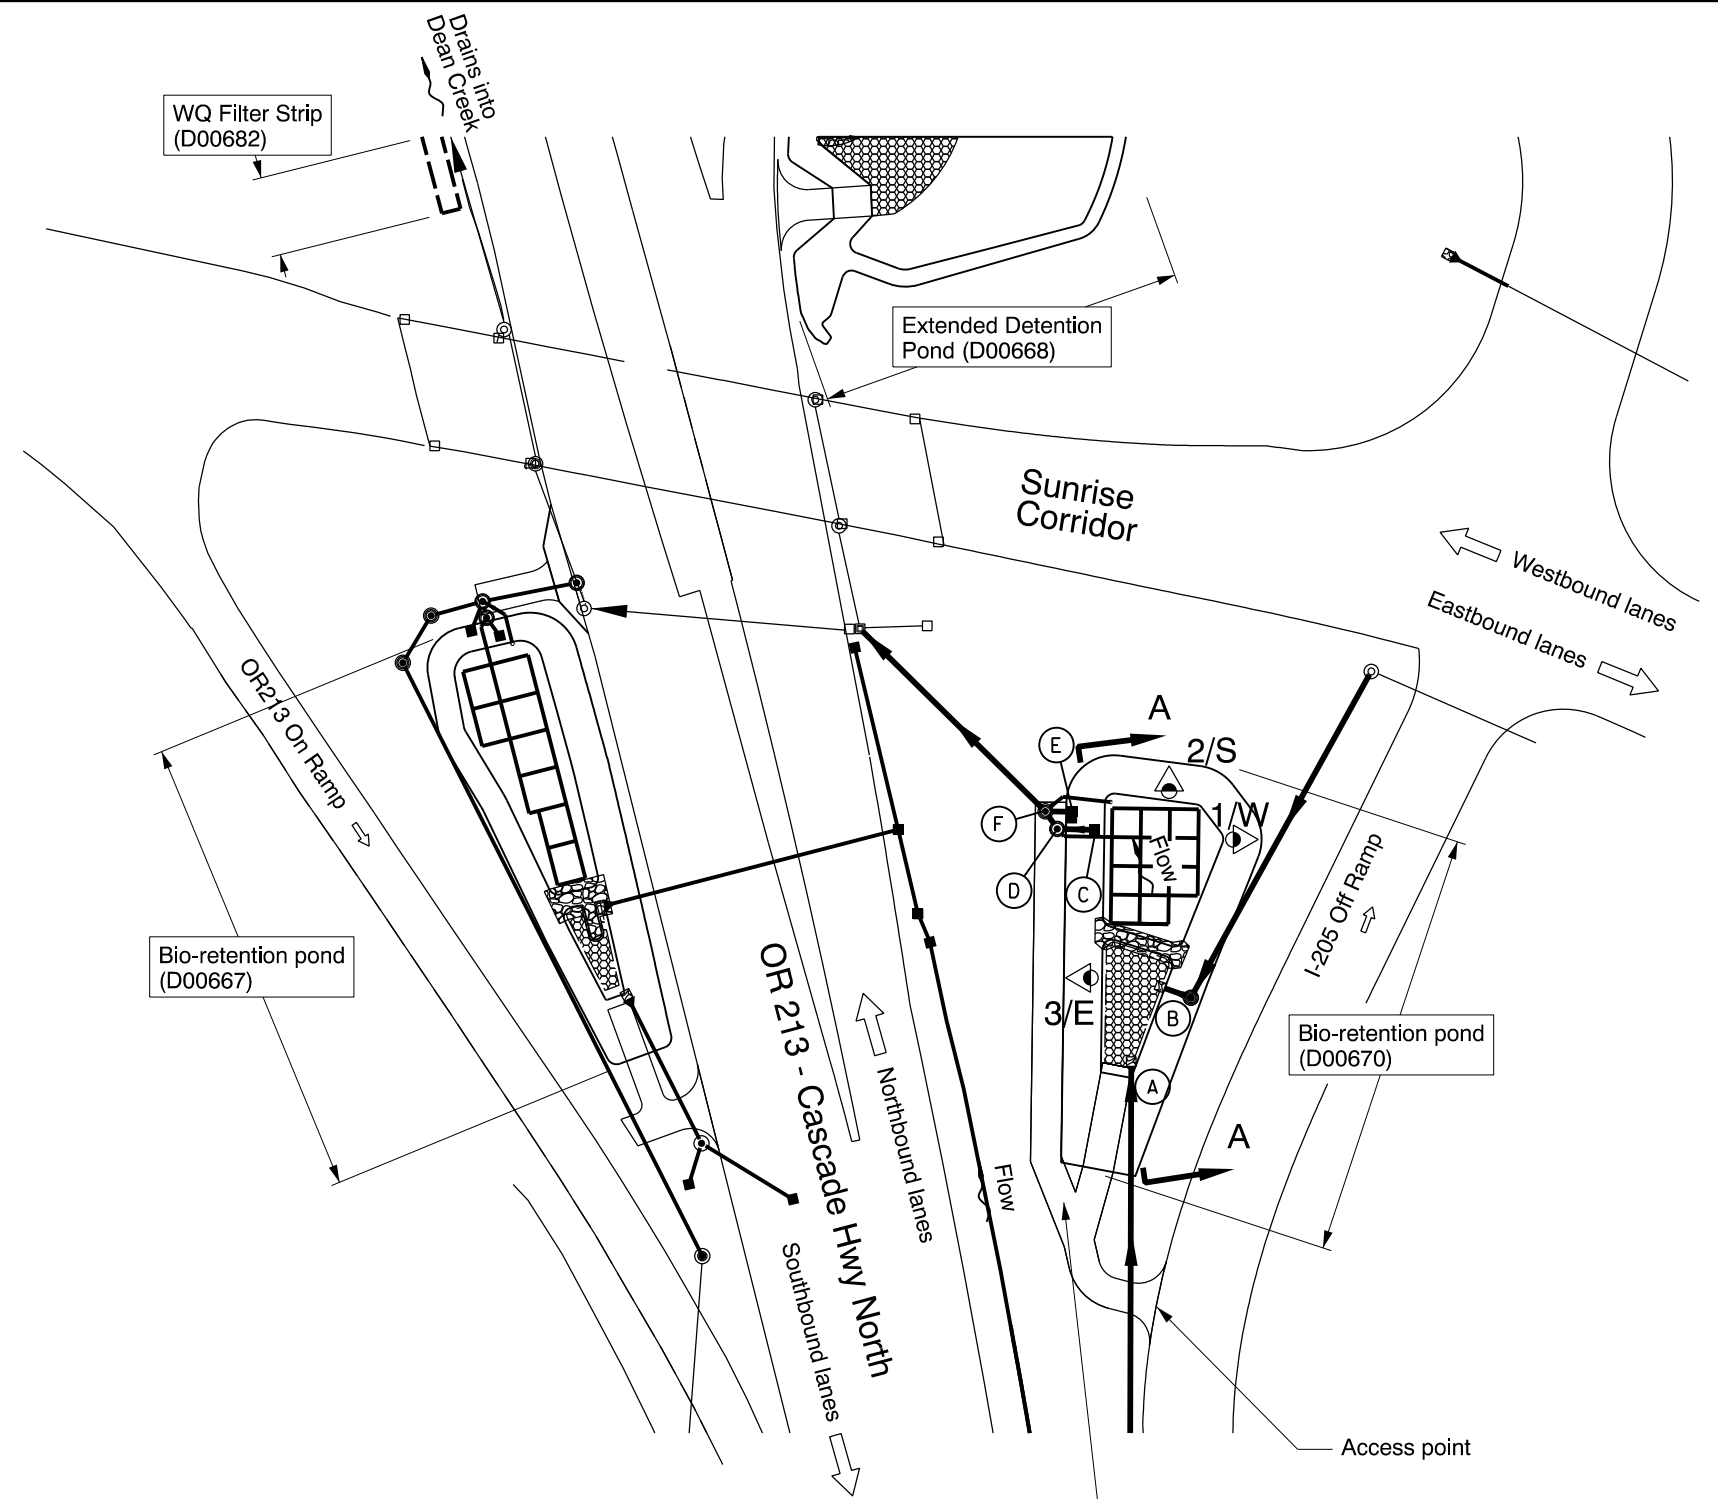 Drains into
Dean Creek
WQ Filter Strip
(D00682)
Extended Detention
Pond (D00668)
Sunrise
Corridor
Westbound lanes
Eastbound lanes
OR213 On Ramp
A
2/S
E
1/W
F
Flow
D
C
I-205 Off Ramp
Bio-retention pond
(D00667)
3/E
B
Bio-retention pond
(D00670)
A
A
OR 213 - Cascade Hwy North
Northbound lanes
Flow
Southbound lanes
Access point